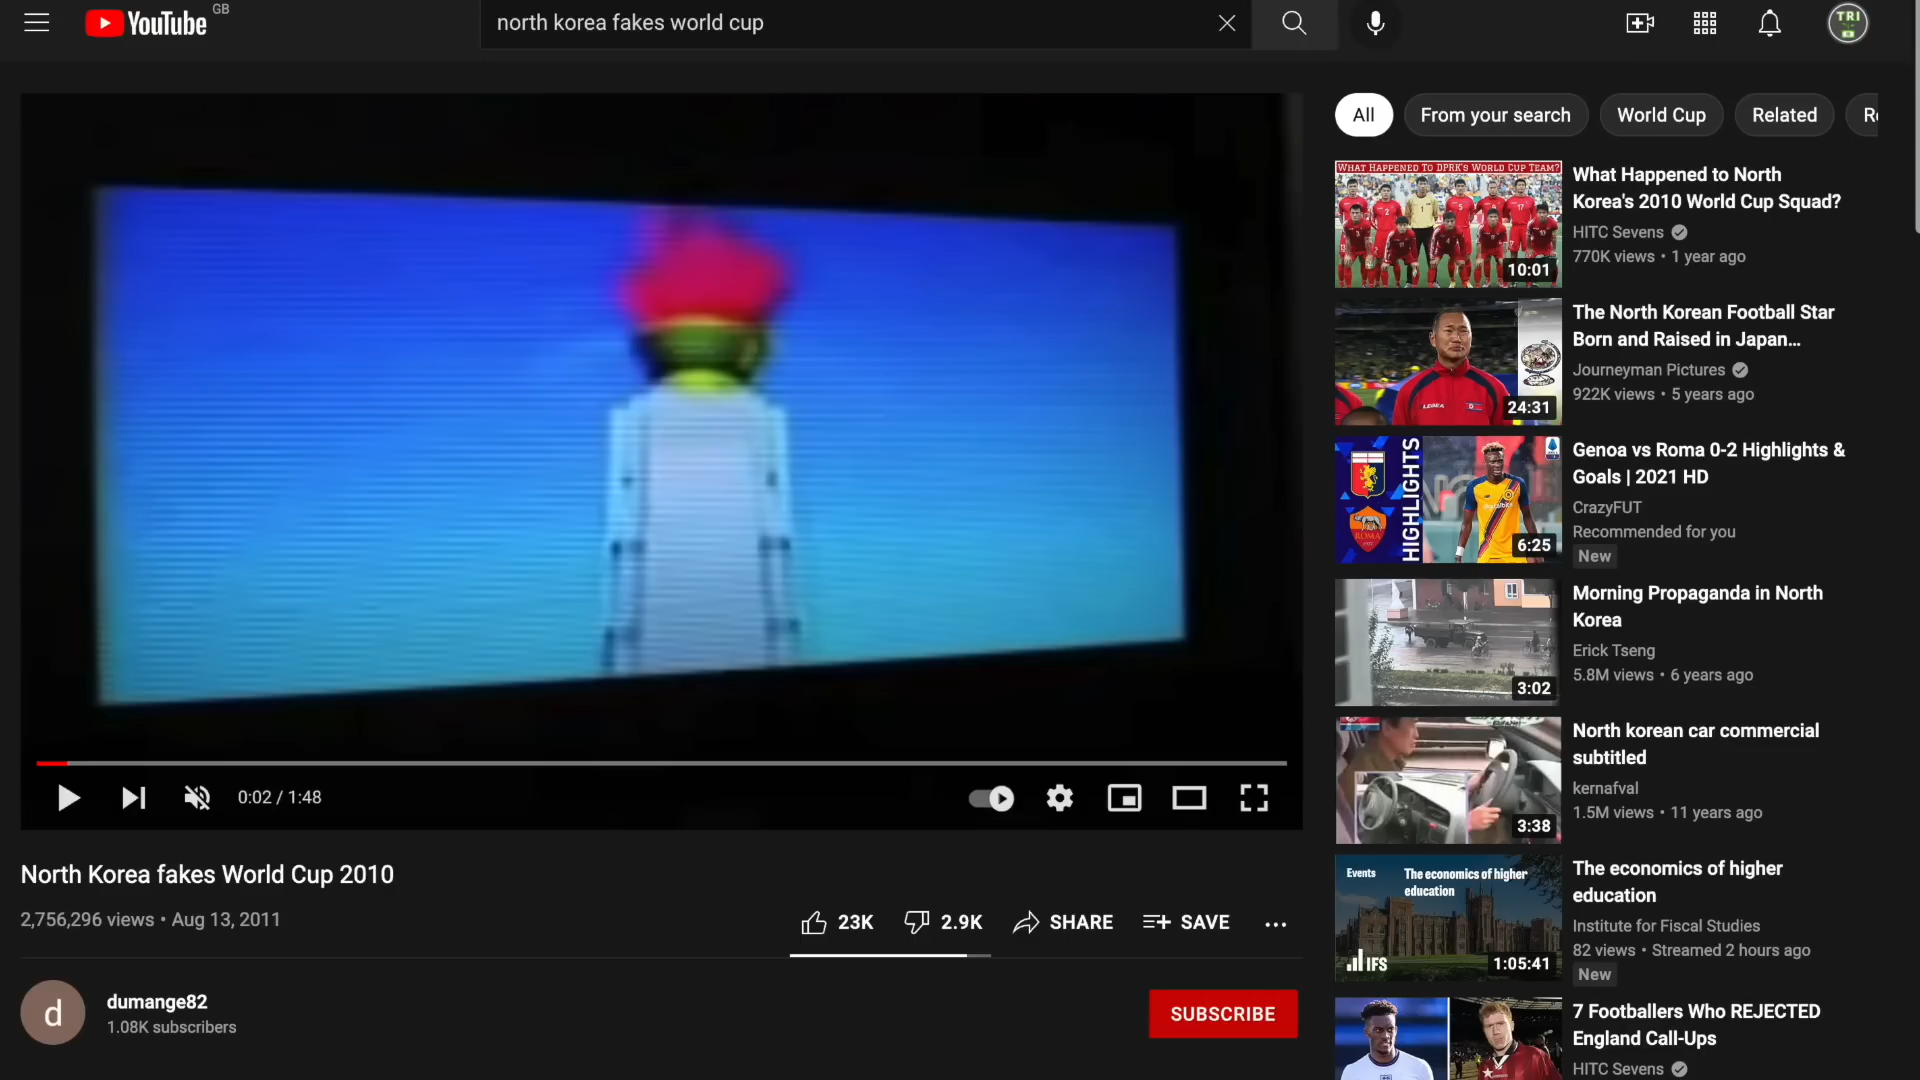 YouTube GB
north korea fakes world cup
TRI
All
From your search
World Cup
Related
0:02 / 1:48
North Korea fakes World Cup 2010
2,756,296 views • Aug 13, 2011
23K
2.9K
SHARE
SAVE
d
dumange82
1.08K subscribers
SUBSCRIBE
WHAT HAPPENED TO DPRK'S WORLD CUP TEAM?
10:01
What Happened to North
Korea's 2010 World Cup Squad?
HITC Sevens
770K views • 1 year ago
LEGEA
24:31
The North Korean Football Star
Born and Raised in Japan...
Journeyman Pictures
922K views • 5 years ago
HIGHLIGHTS
ROMA
6:25
Genoa vs Roma 0-2 Highlights &
Goals | 2021 HD
CrazyFUT
Recommended for you
New
3:02
Morning Propaganda in North
Korea
Erick Tseng
5.8M views • 6 years ago
3:38
North korean car commercial
subtitled
kernafval
1.5M views • 11 years ago
Events
The economics of higher
education
IFS
1:05:41
The economics of higher
education
Institute for Fiscal Studies
82 views • Streamed 2 hours ago
New
7 Footballers Who REJECTED
England Call-Ups
HITC Sevens